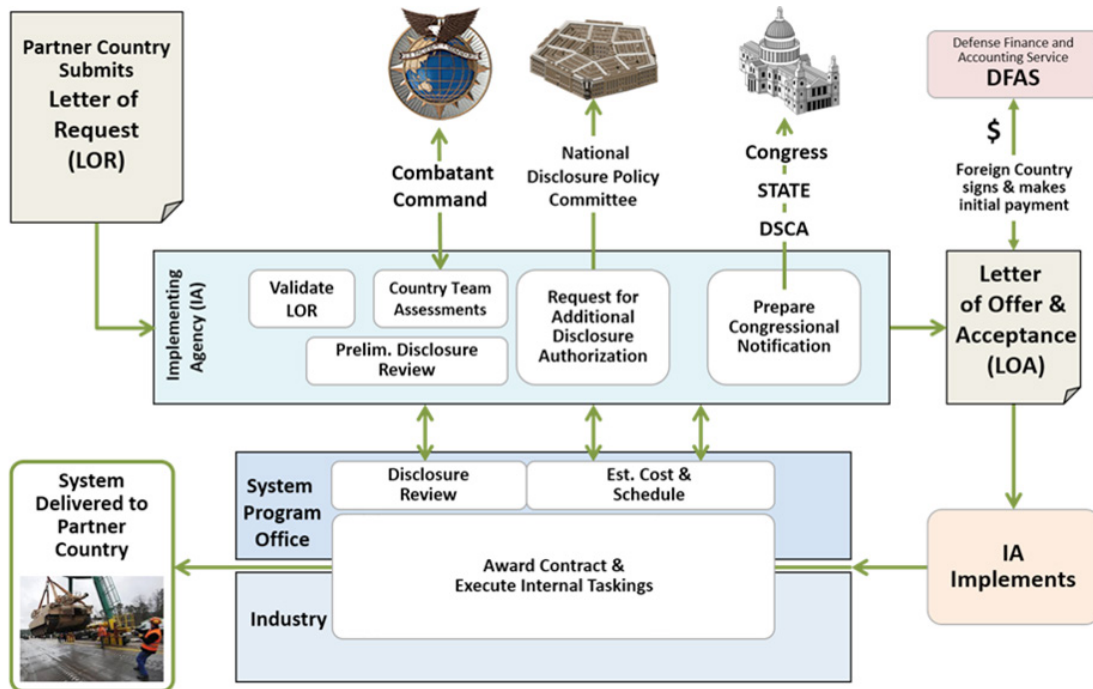 Partner Country
Submits
Letter of
Request
(LOR)
Combatant
Command
National
Disclosure Policy
Committee
Congress
STATE
DSCA
Defense Finance and
Accounting Service
DFAS
$
Foreign Country
signs & makes
initial payment
Implementing
Agency (IA)
Validate
LOR
Country Team
Assessments
Prelim. Disclosure
Review
Request for
Additional
Disclosure
Authorization
Prepare
Congressional
Notification
Letter
of Offer &
Acceptance
(LOA)
System
Program
Office
Disclosure
Review
Est. Cost &
Schedule
Award Contract &
Execute Internal Taskings
Industry
IA
Implements
System
Delivered to
Partner
Country